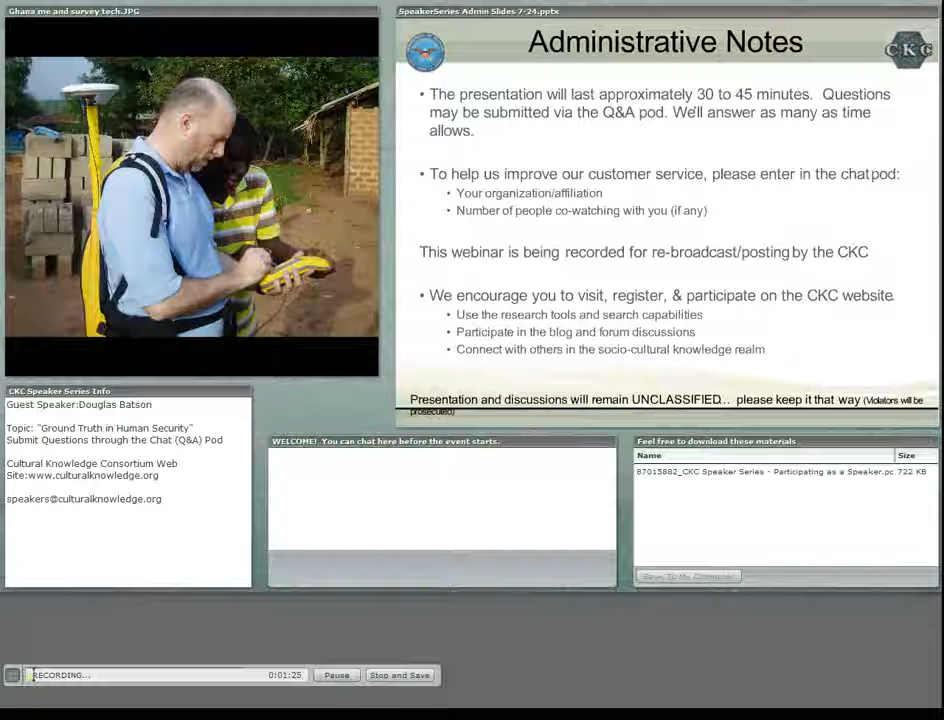 Ghana me and survey tech.JPG
SpeakerSeries Admin Slides 7-24.pptx
Administrative Notes
CKC
• The presentation will last approximately 30 to 45 minutes. Questions
may be submitted via the Q&A pod. We'll answer as many as time
allows.
• To help us improve our customer service, please enter in the chat pod:
• Your organization/affiliation
• Number of people co-watching with you (if any)
This webinar is being recorded for re-broadcast/posting by the CKC
• We encourage you to visit, register, & participate on the CKC website.
• Use the research tools and search capabilities
• Participate in the blog and forum discussions
• Connect with others in the socio-cultural knowledge realm
Presentation and discussions will remain UNCLASSIFIED... please keep it that way (Violators will be
prosecuted)
CKC Speaker Series Info
Guest Speaker:Douglas Batson
Topic: "Ground Truth in Human Security"
Submit Questions through the Chat (Q&A) Pod
Cultural Knowledge Consortium Web
Site:www.culturalknowledge.org
speakers@culturalknowledge.org
WELCOME! You can chat here before the event starts.
Feel free to download these materials
Name Size
87015882_CKC Speaker Series - Participating as a Speaker.pc 722 KB
Save To My Computer
RECORDING... 0:01:25 Pause Stop and Save